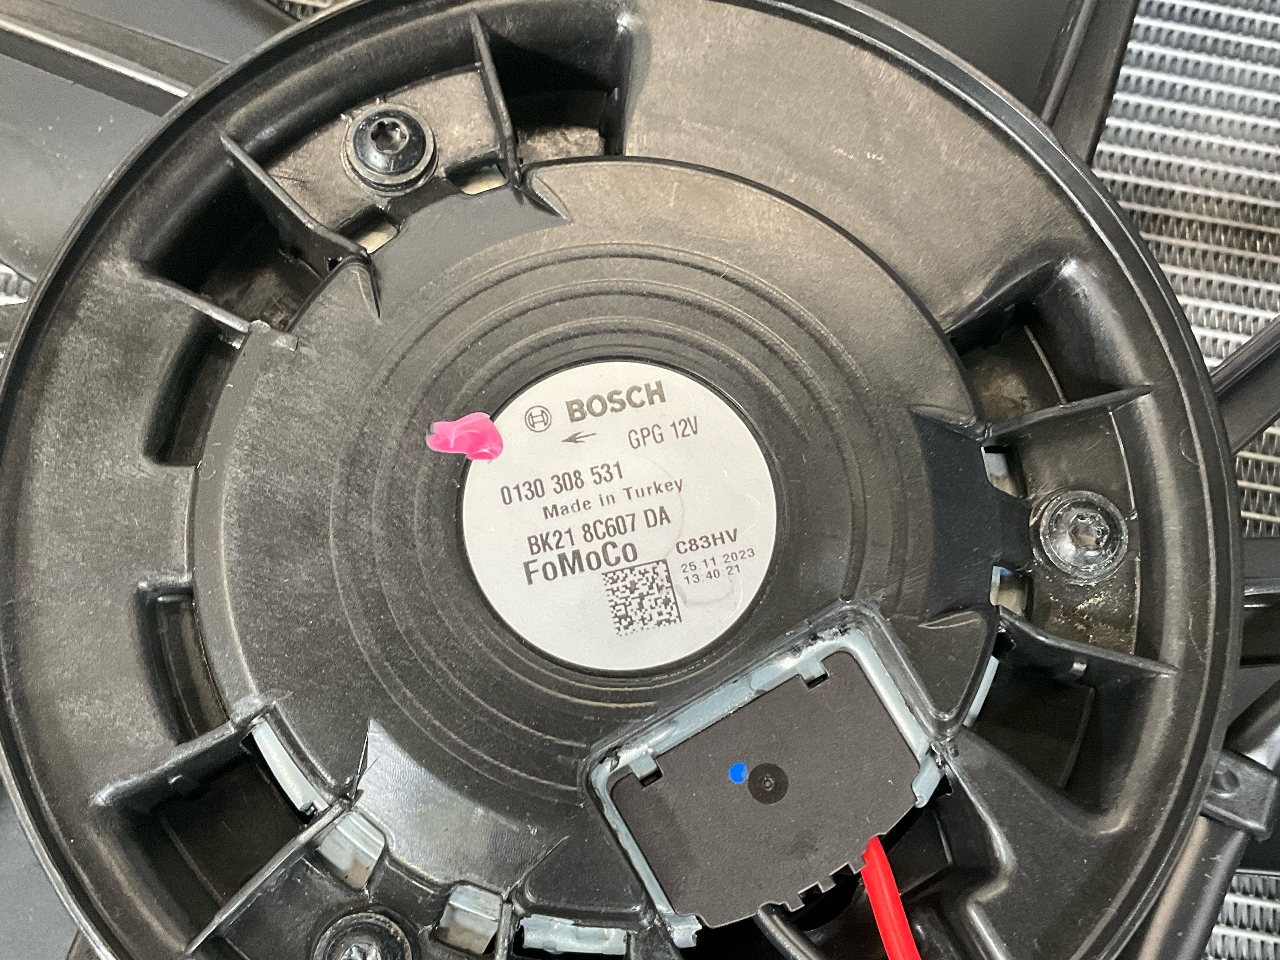 BOSCH
GPG 12V
0130 308 531
Made in Turkey
BK21 8C607 DA
FoMoCo
C83HV
25 11 2023
13:40:21